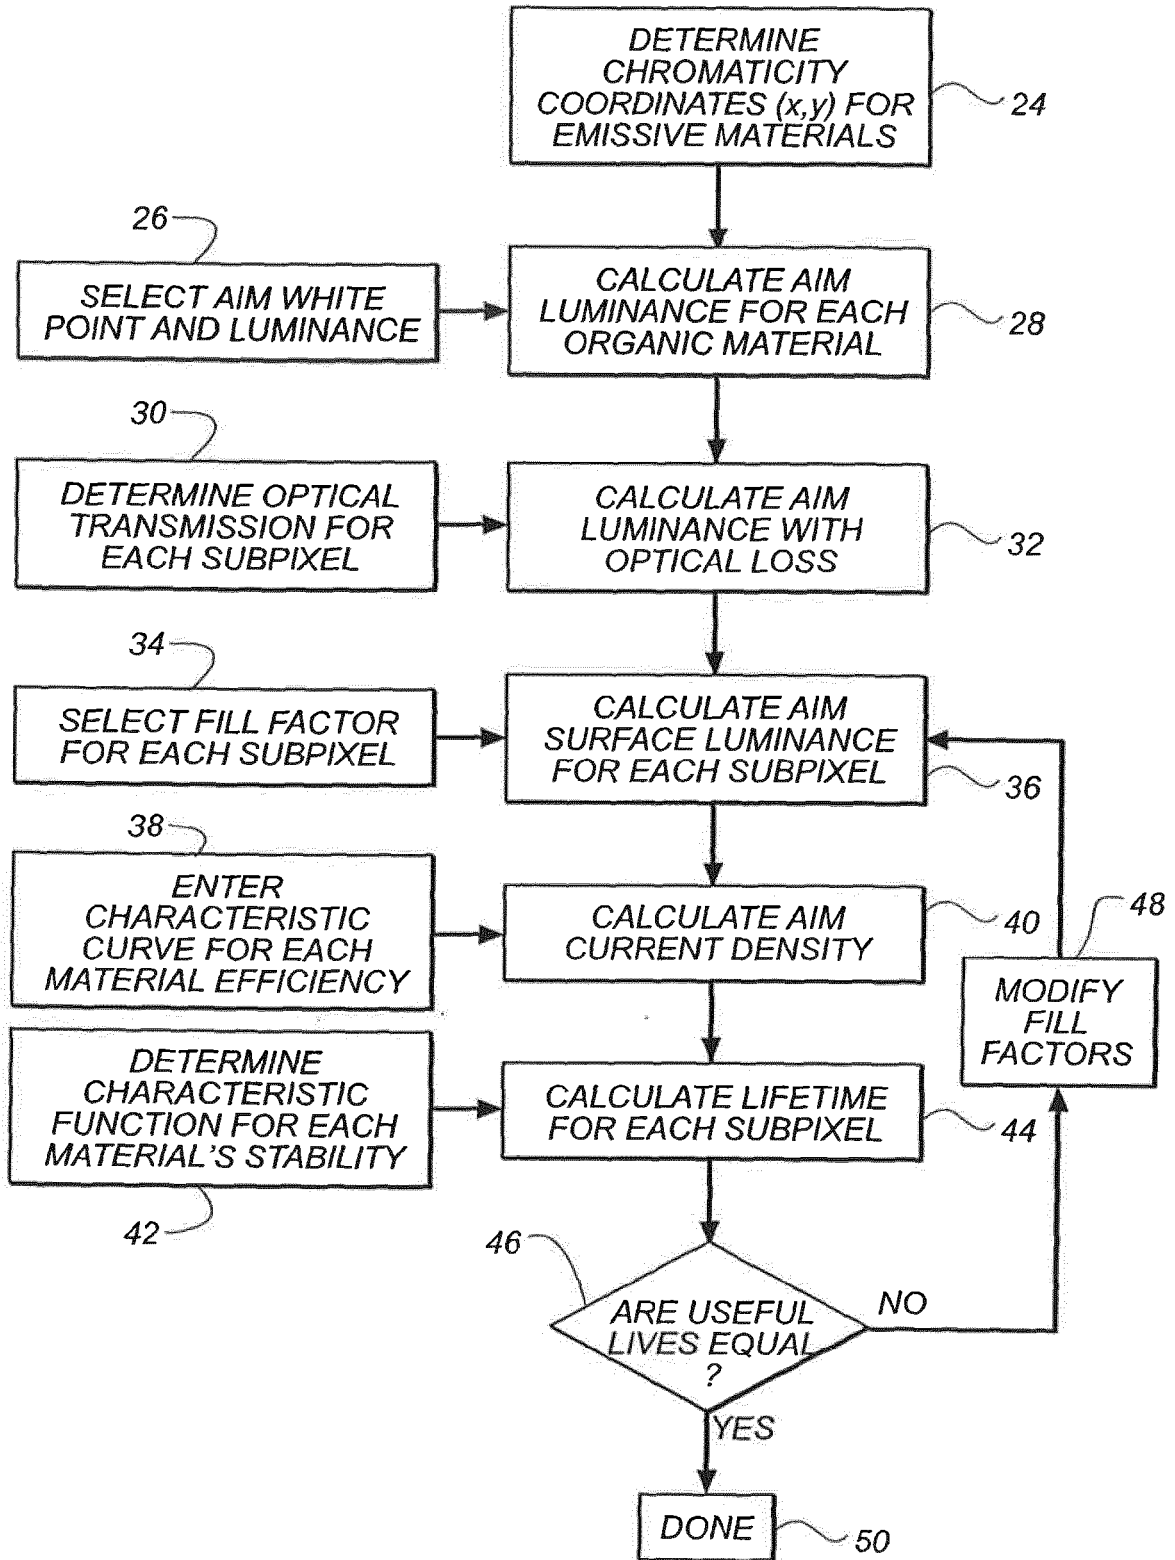 DETERMINE
CHROMATICITY
COORDINATES (x,y) FOR
EMISSIVE MATERIALS
24
26
SELECT AIM WHITE
POINT AND LUMINANCE
CALCULATE AIM
LUMINANCE FOR EACH
ORGANIC MATERIAL
28
30
DETERMINE OPTICAL
TRANSMISSION FOR
EACH SUBPIXEL
CALCULATE AIM
LUMINANCE WITH
OPTICAL LOSS
32
34
SELECT FILL FACTOR
FOR EACH SUBPIXEL
CALCULATE AIM
SURFACE LUMINANCE
FOR EACH SUBPIXEL
36
38
ENTER
CHARACTERISTIC
CURVE FOR EACH
MATERIAL EFFICIENCY
CALCULATE AIM
CURRENT DENSITY
40
48
MODIFY
FILL
FACTORS
DETERMINE
CHARACTERISTIC
FUNCTION FOR EACH
MATERIAL'S STABILITY
42
CALCULATE LIFETIME
FOR EACH SUBPIXEL
44
46
ARE USEFUL
LIVES EQUAL
?
NO
YES
DONE
50